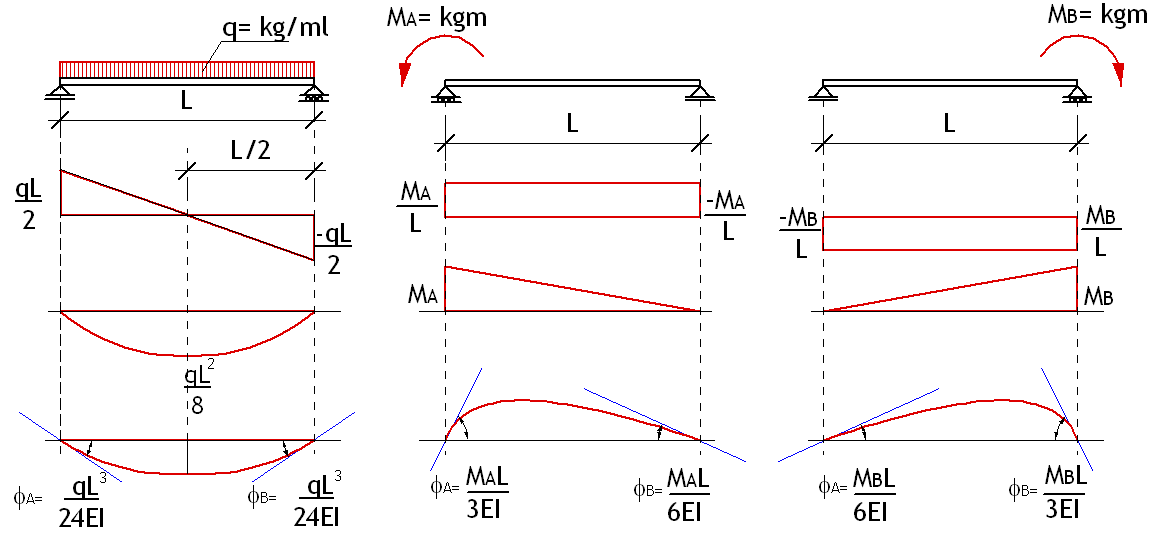 q= kg/ml
L
L/2
qL
2
-qL
2
qL²
8
ϕA= qL³
24EI
ϕB= qL³
24EI
MA= kgm
L
MA
L
-MA
L
MA
ϕA= MAL
3EI
ϕB= MAL
6EI
MB= kgm
L
-MB
L
MB
L
MB
ϕA= MBL
6EI
ϕB= MBL
3EI